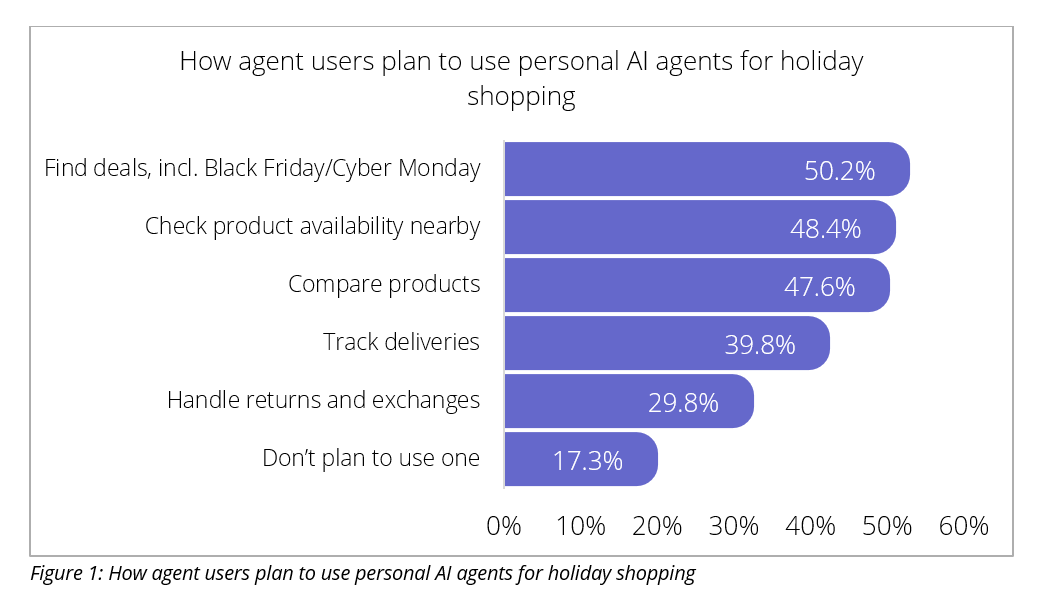 How agent users plan to use personal AI agents for holiday
shopping
Find deals, incl. Black Friday/Cyber Monday
50.2%
Check product availability nearby
48.4%
Compare products
47.6%
Track deliveries
39.8%
Handle returns and exchanges
29.8%
Don’t plan to use one
17.3%
0% 10% 20% 30% 40% 50% 60%
Figure 1: How agent users plan to use personal AI agents for holiday shopping